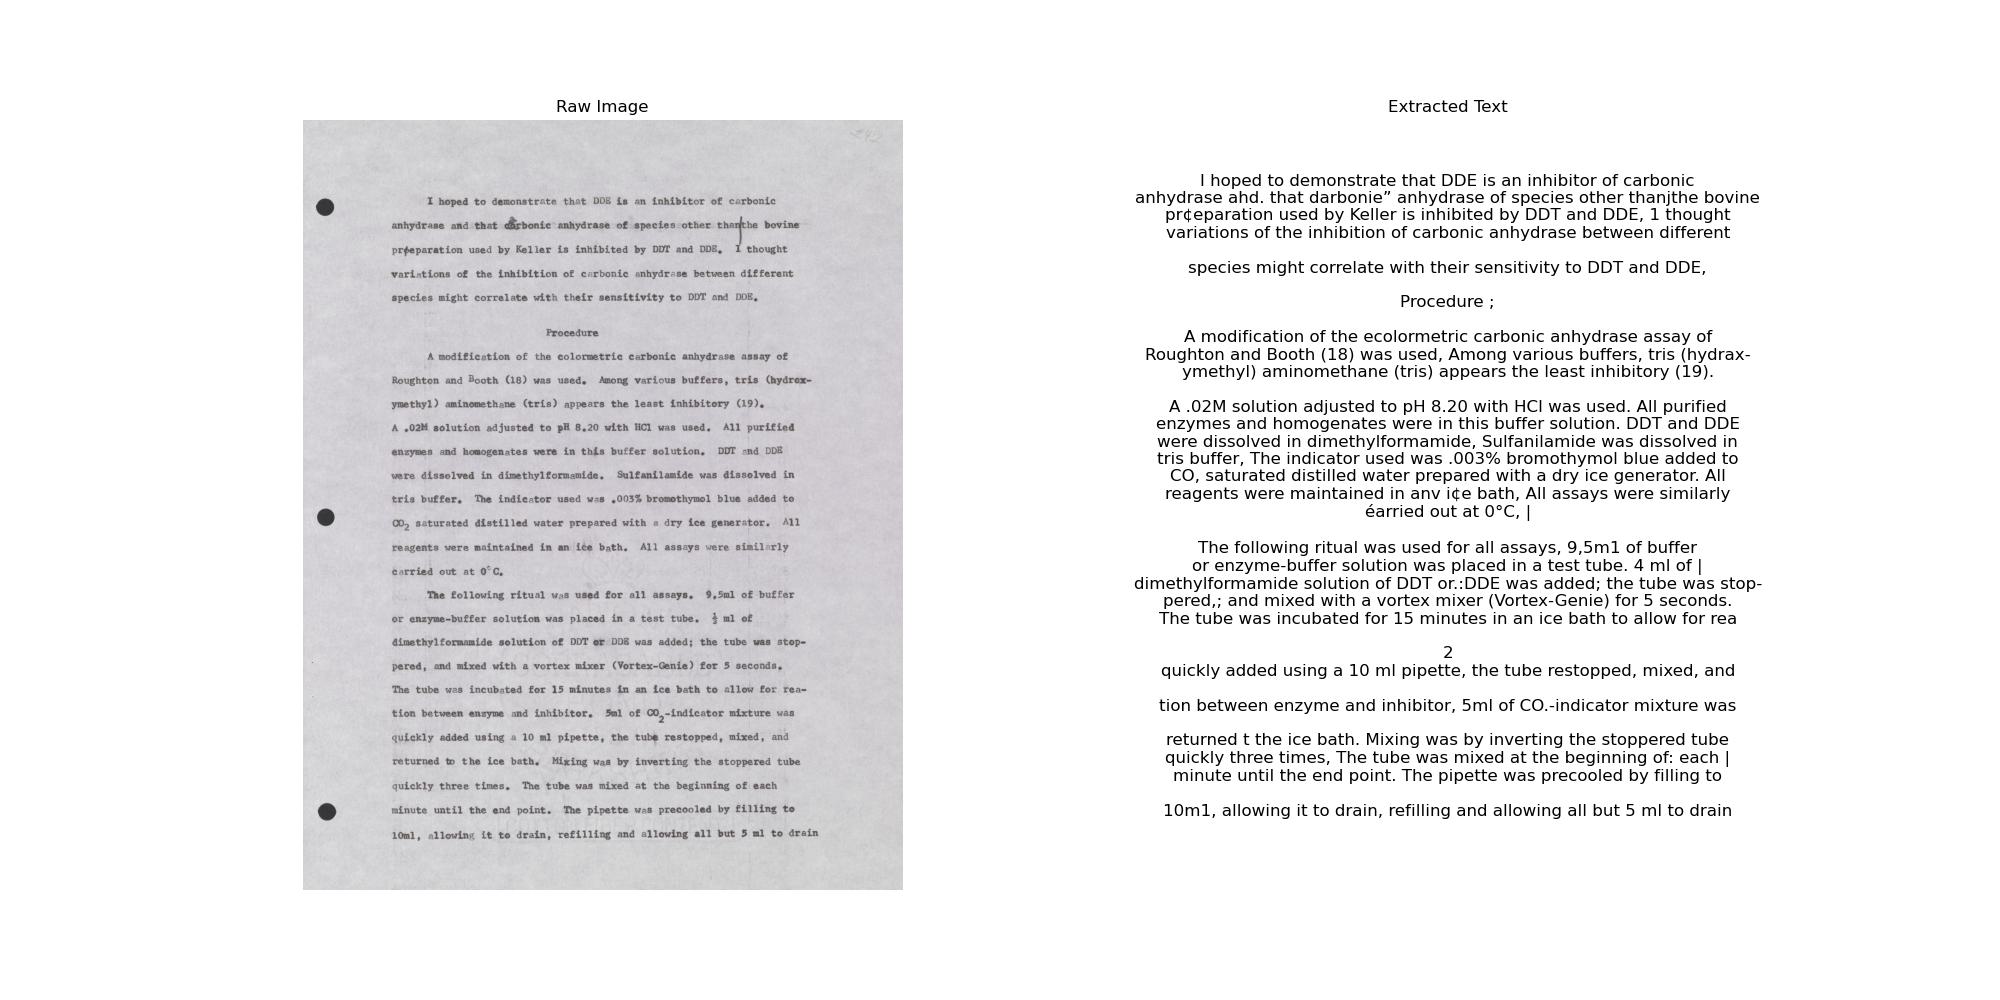 Raw Image
I hoped to demonstrate that DDE is an inhibitor of carbonic
anhydrase and that carbonic anhydrase of species other than the bovine
preparation used by Keller is inhibited by DDT and DDE.  I thought
variations of the inhibition of carbonic anhydrase between different
species might correlate with their sensitivity to DDT and DDE.
Procedure
A modification of the colormetric carbonic anhydrase assay of
Roughton and Booth (18) was used.  Among various buffers, tris (hydrox-
ymethyl) aminomethane (tris) appears the least inhibitory (19).
A .02M solution adjusted to pH 8.20 with HCl was used.  All purified
enzymes and homogenates were in this buffer solution.  DDT and DDE
were dissolved in dimethylformamide.  Sulfanilamide was dissolved in
tris buffer.  The indicator used was .003% bromothymol blue added to
CO2 saturated distilled water prepared with a dry ice generator.  All
reagents were maintained in an ice bath.  All assays were similarly
carried out at 0°C.
The following ritual was used for all assays.  9.5ml of buffer
or enzyme-buffer solution was placed in a test tube.  ½ ml of
dimethylformamide solution of DDT or DDE was added; the tube was stop-
pered, and mixed with a vortex mixer (Vortex-Genie) for 5 seconds.
The tube was incubated for 15 minutes in an ice bath to allow for rea-
tion between enzyme and inhibitor.  5ml of CO2-indicator mixture was
quickly added using a 10 ml pipette, the tube restopped, mixed, and
returned to the ice bath.  Mixing was by inverting the stoppered tube
quickly three times.  The tube was mixed at the beginning of each
minute until the end point.  The pipette was precooled by filling to
10ml, allowing it to drain, refilling and allowing all but 5 ml to drain
Extracted Text
I hoped to demonstrate that DDE is an inhibitor of carbonic
anhydrase ahd. that darbonie” anhydrase of species other thanjthe bovine
pr¢eparation used by Keller is inhibited by DDT and DDE, 1 thought
variations of the inhibition of carbonic anhydrase between different
species might correlate with their sensitivity to DDT and DDE,
Procedure ;
A modification of the ecolormetric carbonic anhydrase assay of
Roughton and Booth (18) was used, Among various buffers, tris (hydrax-
ymethyl) aminomethane (tris) appears the least inhibitory (19).
A .02M solution adjusted to pH 8.20 with HCl was used. All purified
enzymes and homogenates were in this buffer solution. DDT and DDE
were dissolved in dimethylformamide, Sulfanilamide was dissolved in
tris buffer, The indicator used was .003% bromothymol blue added to
CO, saturated distilled water prepared with a dry ice generator. All
reagents were maintained in anv i¢e bath, All assays were similarly
éarried out at 0°C, |
The following ritual was used for all assays, 9,5m1 of buffer
or enzyme-buffer solution was placed in a test tube. 4 ml of |
dimethylformamide solution of DDT or.:DDE was added; the tube was stop-
pered,; and mixed with a vortex mixer (Vortex-Genie) for 5 seconds.
The tube was incubated for 15 minutes in an ice bath to allow for rea
2
quickly added using a 10 ml pipette, the tube restopped, mixed, and
tion between enzyme and inhibitor, 5ml of CO.-indicator mixture was
returned t the ice bath. Mixing was by inverting the stoppered tube
quickly three times, The tube was mixed at the beginning of: each |
minute until the end point. The pipette was precooled by filling to
10m1, allowing it to drain, refilling and allowing all but 5 ml to drain